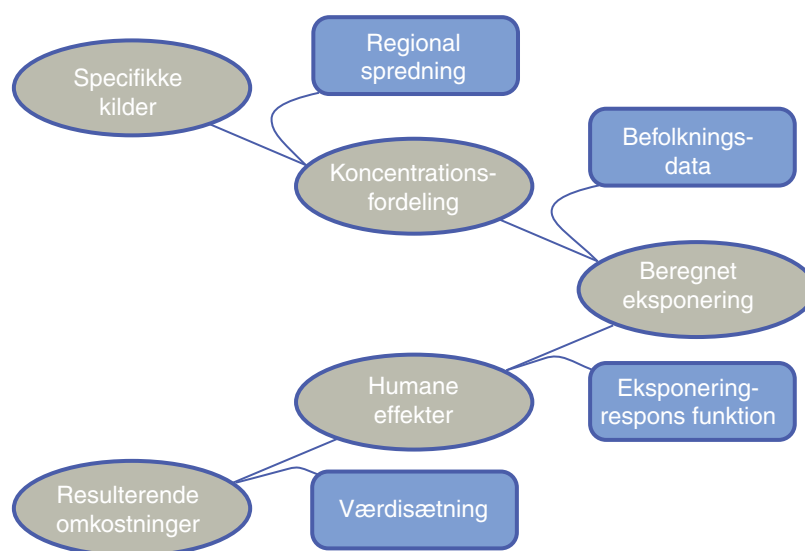 Specifikke
kilder
Regional
spredning
Koncentrations-
fordeling
Befolknings-
data
Beregnet
eksponering
Humane
effekter
Eksponering-
respons funktion
Resulterende
omkostninger
Værdisætning